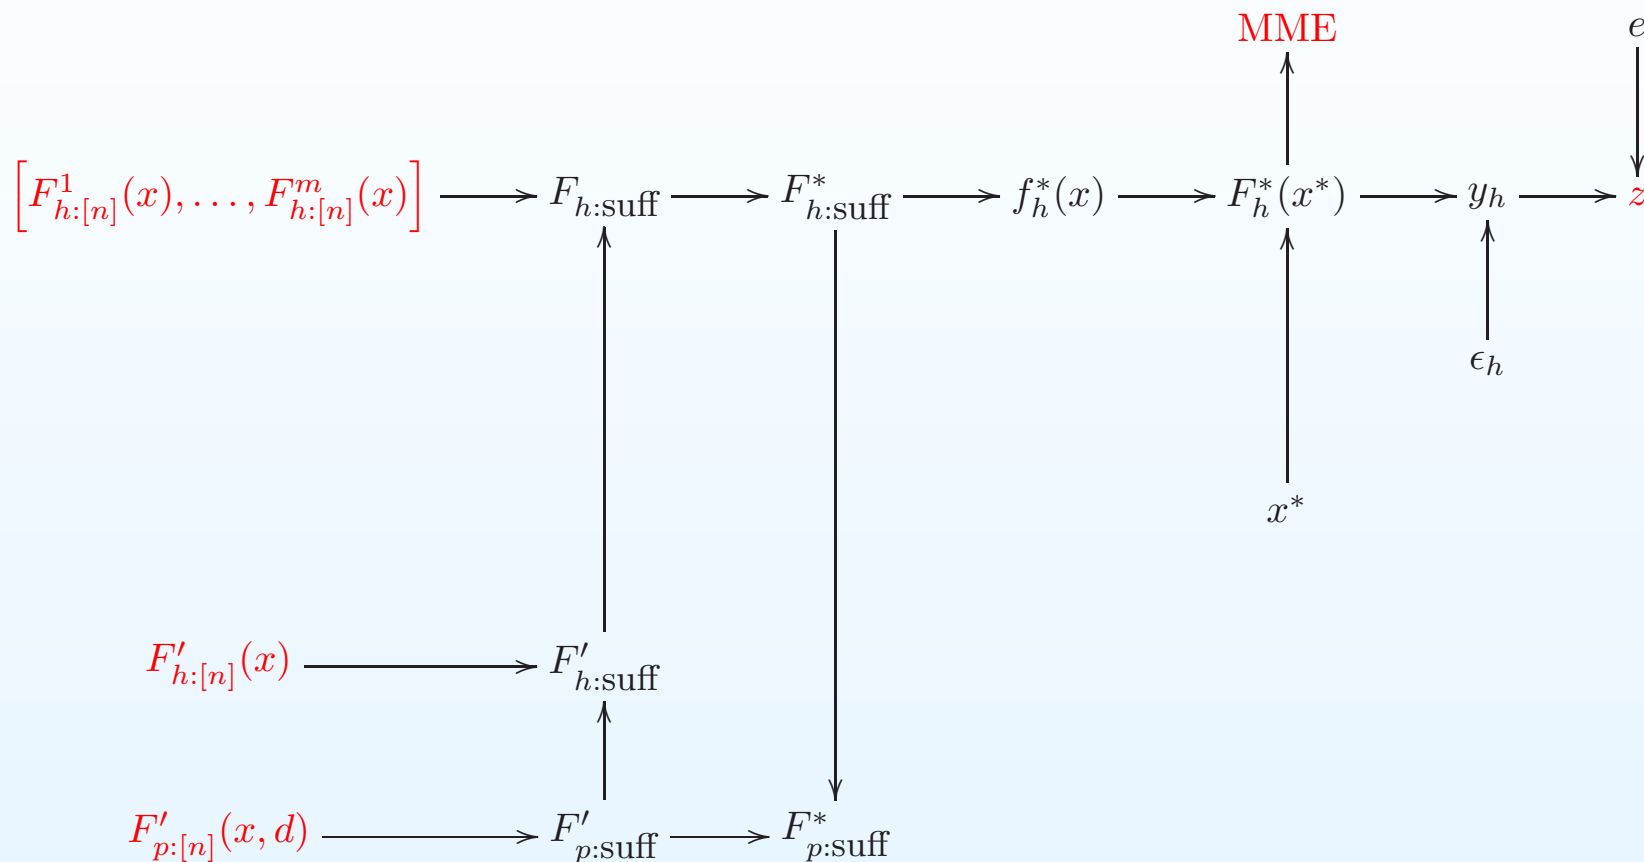 MME e
[F^1_{h:[n]}(x), . . . , F^m_{h:[n]}(x)] F_{h:suff} F^*_{h:suff} f^*_h(x) F^*_h(x^*) y_h z
ϵ_h
x^*
F'_{h:[n]}(x) F'_{h:suff}
F'_{p:[n]}(x, d) F'_{p:suff} F^*_{p:suff}